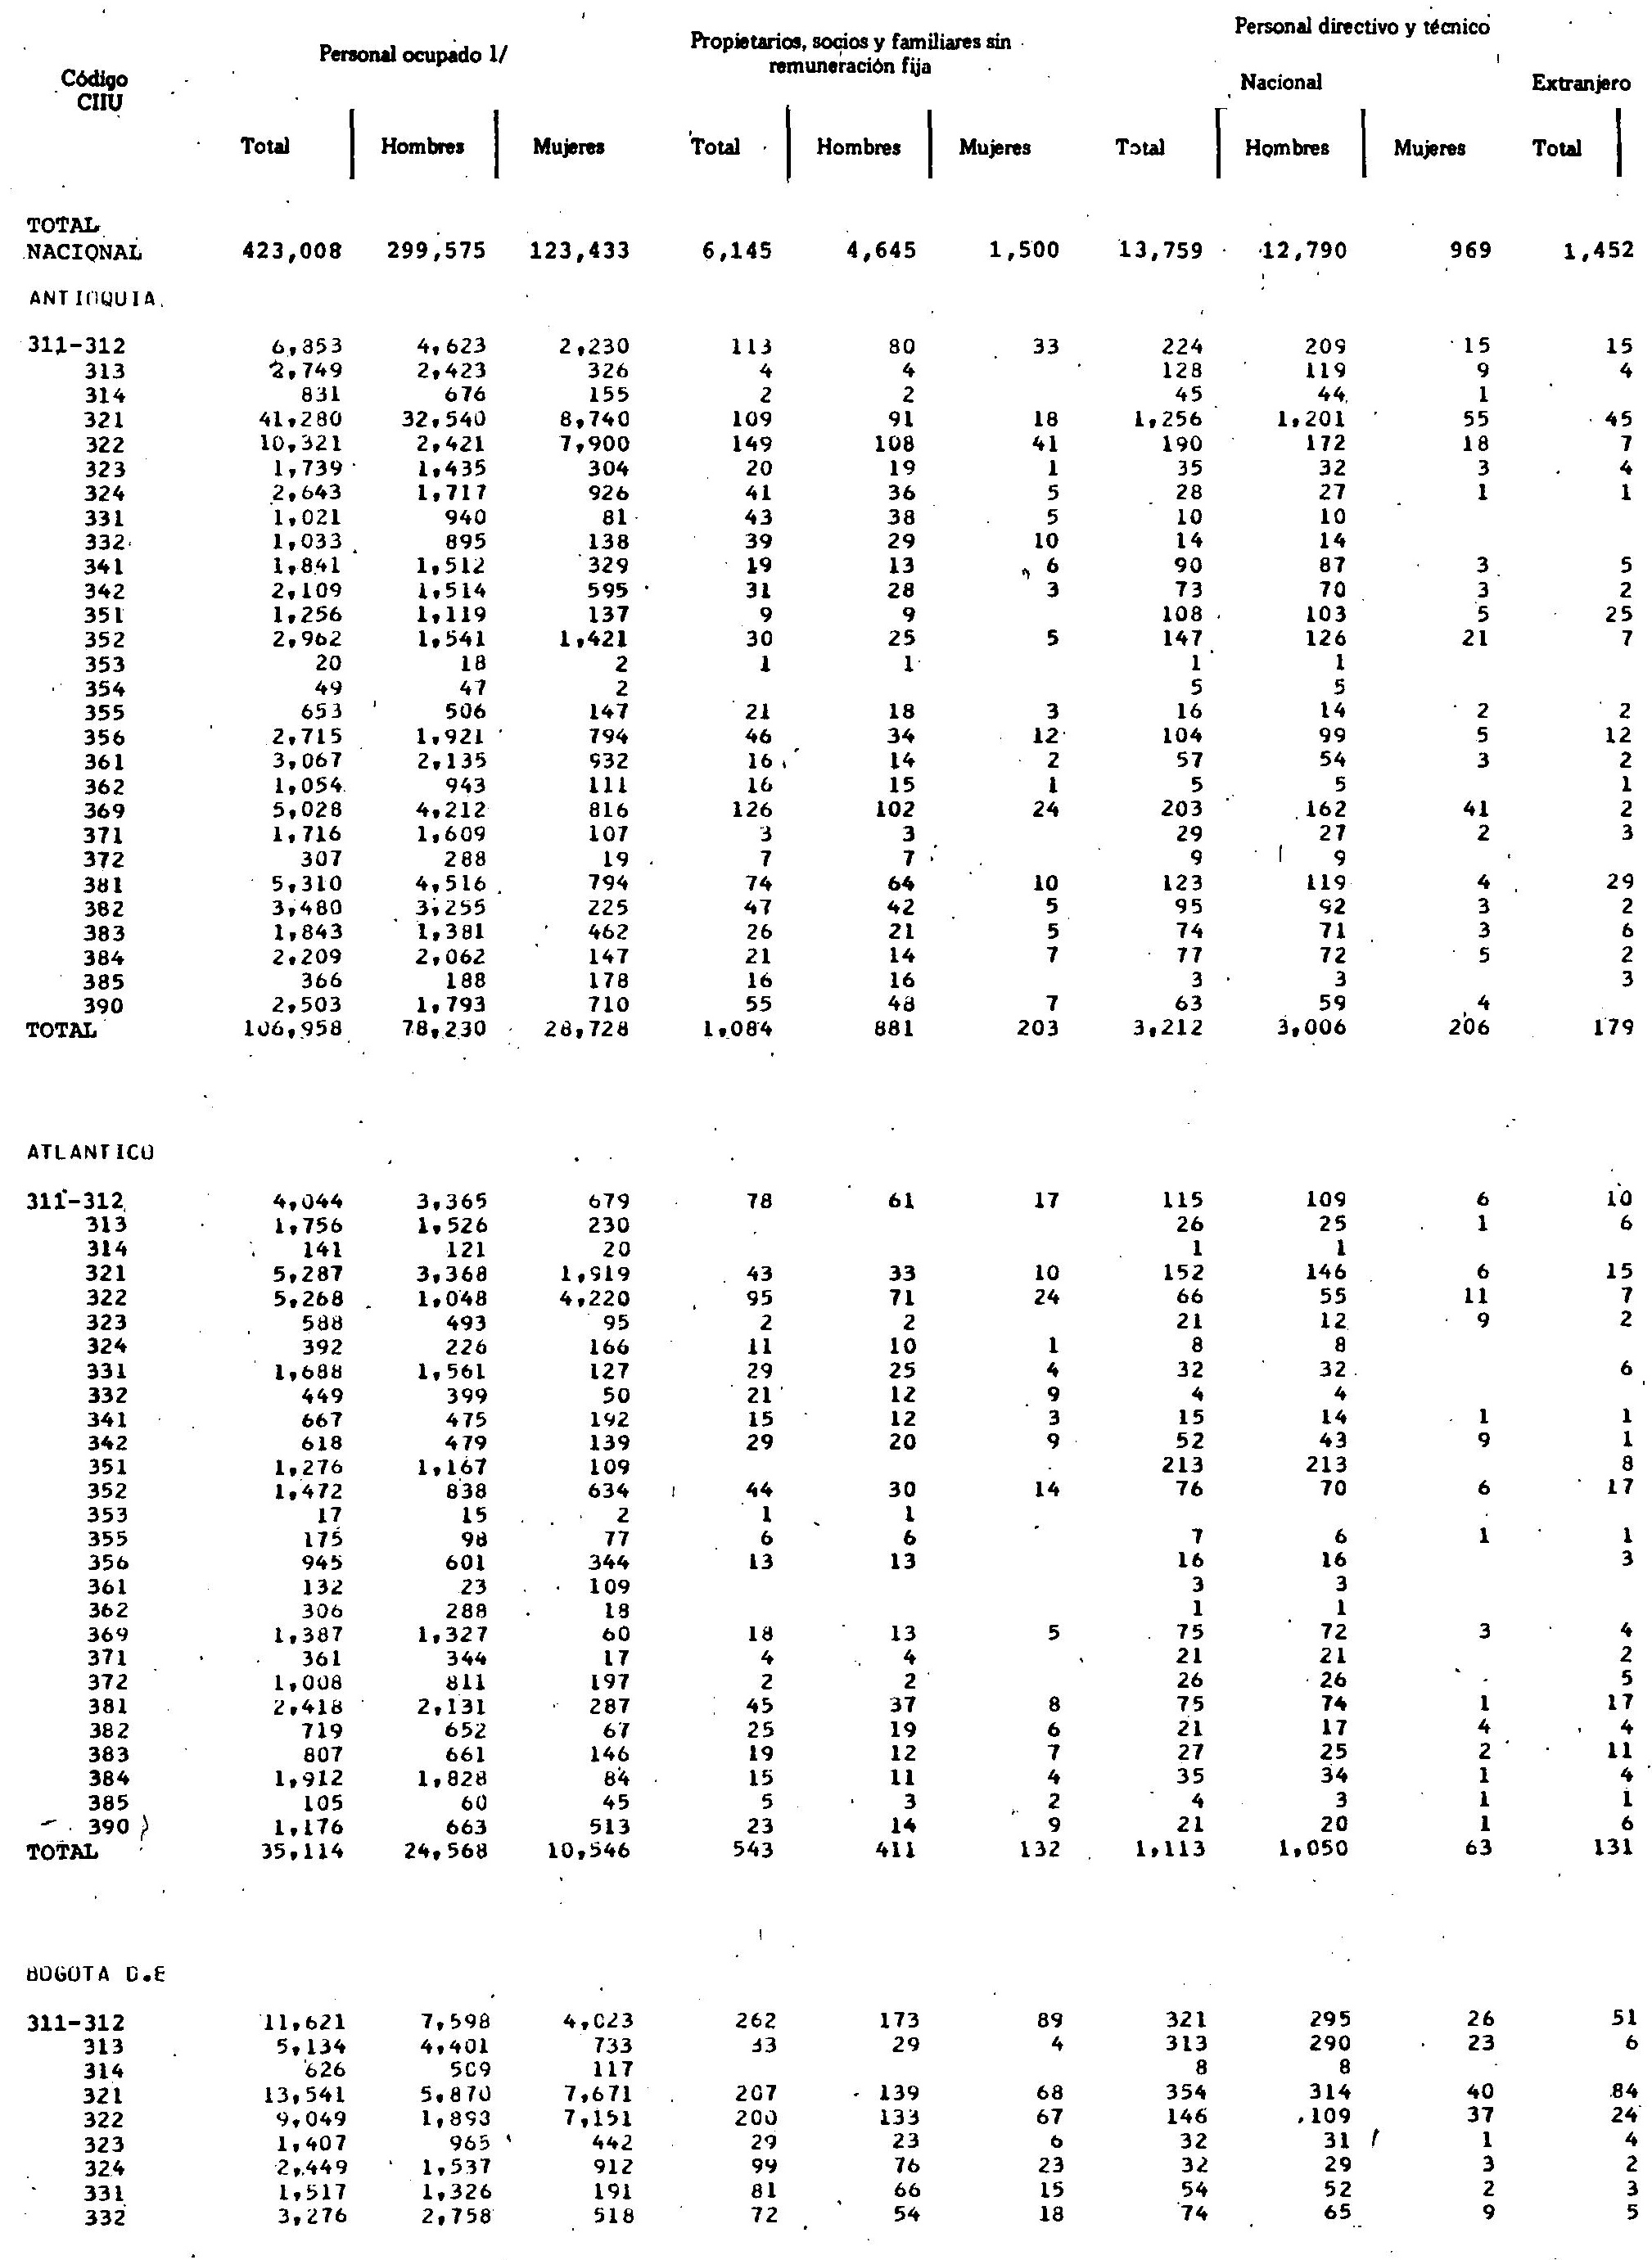 Personal directivo y técnico
Personal ocupado 1/ Propietarios, socios y familiares sin
remuneración fija
Código
CIIU
Nacional Extranjero
Total Hombres Mujeres Total Hombres Mujeres Total Hombres Mujeres Total
TOTAL
NACIONAL 423,008 299,575 123,433 6,145 4,645 1,500 13,759 12,790 969 1,452
ANTIOQUIA
311-312 6,853 4,623 2,230 113 80 33 224 209 15 15
313 2,749 2,423 326 4 4 128 119 9 4
314 831 676 155 2 2 45 44 1
321 41,280 32,540 8,740 109 91 18 1,256 1,201 55 45
322 10,321 2,421 7,900 149 108 41 190 172 18 7
323 1,739 1,435 304 20 19 1 35 32 3 4
324 2,643 1,717 926 41 36 5 28 27 1 1
331 1,021 940 81 43 38 5 10 10
332 1,033 895 138 39 29 10 14 14
341 1,841 1,512 329 19 13 6 90 87 3 5
342 2,109 1,514 595 31 28 3 73 70 3 2
351 1,256 1,119 137 9 9 108 103 5 25
352 2,962 1,541 1,421 30 25 5 147 126 21 7
353 20 18 2 1 1 1 1
354 49 47 2 5 5
355 653 506 147 21 18 3 16 14 2 2
356 2,715 1,921 794 46 34 12 104 99 5 12
361 3,067 2,135 932 16 14 2 57 54 3 2
362 1,054 943 111 16 15 1 5 5 1
369 5,028 4,212 816 126 102 24 203 162 41 2
371 1,716 1,609 107 3 3 29 27 2 3
372 307 288 19 7 7 9 9
381 5,310 4,516 794 74 64 10 123 119 4 29
382 3,480 3,255 225 47 42 5 95 92 3 2
383 1,843 1,381 462 26 21 5 74 71 3 6
384 2,209 2,062 147 21 14 7 77 72 5 2
385 366 188 178 16 16 3 3 3
390 2,503 1,793 710 55 48 7 63 59 4
TOTAL 106,958 78,230 28,728 1,084 881 203 3,212 3,006 206 179
ATLANTICO
311-312 4,044 3,365 679 78 61 17 115 109 6 10
313 1,756 1,526 230 26 25 1 6
314 141 121 20 1 1
321 5,287 3,368 1,919 43 33 10 152 146 6 15
322 5,268 1,048 4,220 95 71 24 66 55 11 7
323 588 493 95 2 2 21 12 9 2
324 392 226 166 11 10 1 8 8
331 1,688 1,561 127 29 25 4 32 32 6
332 449 399 50 21 12 9 4 4
341 667 475 192 15 12 3 15 14 1 1
342 618 479 139 29 20 9 52 43 9 1
351 1,276 1,167 109 213 213 8
352 1,472 838 634 44 30 14 76 70 6 17
353 17 15 2 1 1
355 175 98 77 6 6 7 6 1 1
356 945 601 344 13 13 16 16 3
361 132 23 109 3 3
362 306 288 18 1 1
369 1,387 1,327 60 18 13 5 75 72 3 4
371 361 344 17 4 4 21 21 2
372 1,008 811 197 2 2 26 26 5
381 2,418 2,131 287 45 37 8 75 74 1 17
382 719 652 67 25 19 6 21 17 4 4
383 807 661 146 19 12 7 27 25 2 11
384 1,912 1,828 84 15 11 4 35 34 1 4
385 105 60 45 5 3 2 4 3 1 1
390 1,176 663 513 23 14 9 21 20 1 6
TOTAL 35,114 24,568 10,546 543 411 132 1,113 1,050 63 131
BOGOTA D.E
311-312 11,621 7,598 4,023 262 173 89 321 295 26 51
313 5,134 4,401 733 33 29 4 313 290 23 6
314 626 509 117 8 8
321 13,541 5,870 7,671 207 139 68 354 314 40 84
322 9,049 1,893 7,151 200 133 67 146 109 37 24
323 1,407 965 442 29 23 6 32 31 1 4
324 2,449 1,537 912 99 76 23 32 29 3 2
331 1,517 1,326 191 81 66 15 54 52 2 3
332 3,276 2,758 518 72 54 18 74 65 9 5